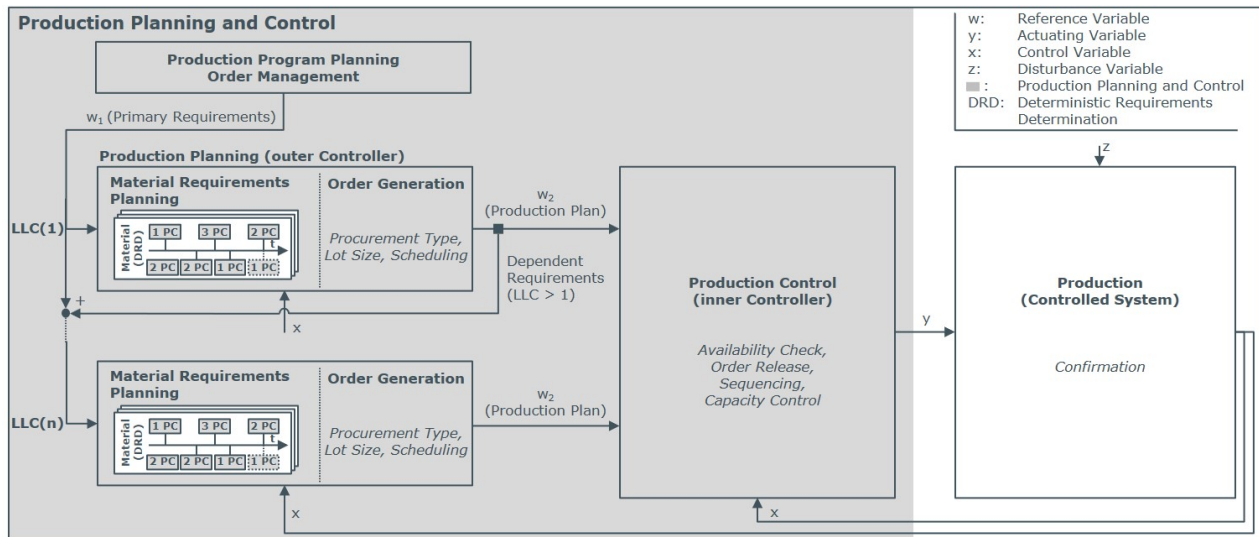 Production Planning and Control
Production Program Planning
Order Management
w₁ (Primary Requirements)
w: Reference Variable
y: Actuating Variable
x: Control Variable
z: Disturbance Variable
: Production Planning and Control
DRD: Deterministic Requirements
Determination
Production Planning (outer Controller)
LLC(1)
Material Requirements
Planning
Material
(DRD)
1 PC 3 PC 2 PC
t
2 PC 2 PC 1 PC 1 PC
Order Generation
Procurement Type,
Lot Size, Scheduling
w₂
(Production Plan)
Dependent
Requirements
(LLC > 1)
+
x
LLC(n)
Material Requirements
Planning
Material
(DRD)
1 PC 3 PC 2 PC
t
2 PC 2 PC 1 PC 1 PC
Order Generation
Procurement Type,
Lot Size, Scheduling
w₂
(Production Plan)
x
Production Control
(inner Controller)
Availability Check,
Order Release,
Sequencing,
Capacity Control
x
y
z
Production
(Controlled System)
Confirmation